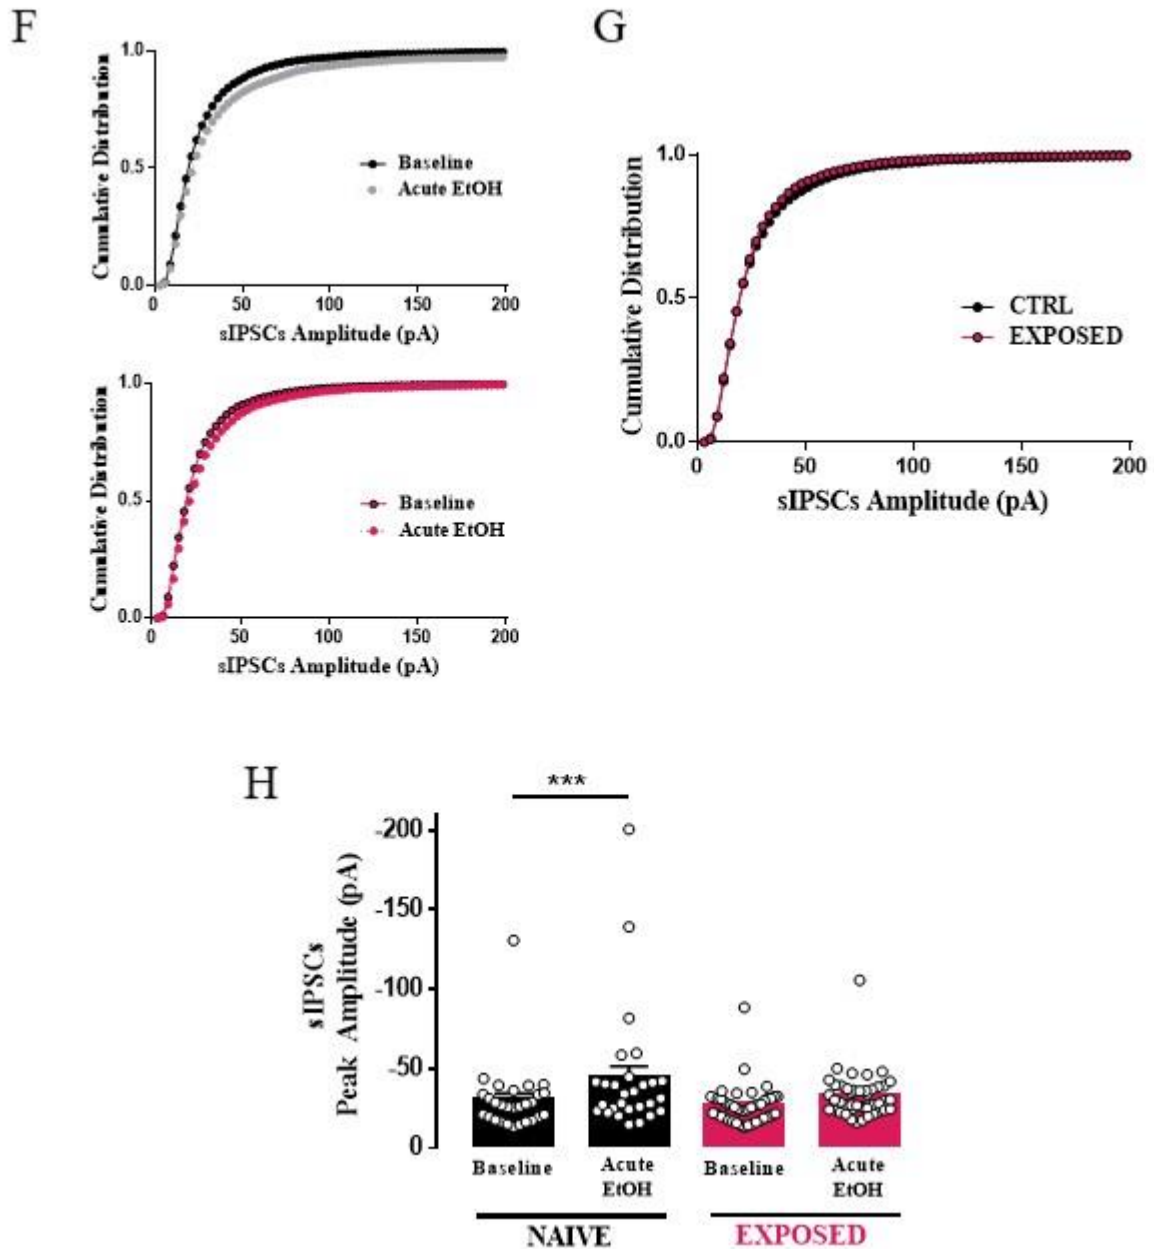 F
Cumulative Distribution
1.0
0.5
0.0
0 50 100 150 200
sIPSCs Amplitude (pA)
Baseline
Acute EtOH
Cumulative Distribution
1.0
0.5
0.0
0 50 100 150 200
sIPSCs Amplitude (pA)
Baseline
Acute EtOH
G
Cumulative Distribution
1.0
0.5
0.0
0 50 100 150 200
sIPSCs Amplitude (pA)
CTRL
EXPOSED
H
***
sIPSCs
Peak Amplitude (pA)
-200
-150
-100
-50
0
Baseline Acute Baseline Acute
EtOH EtOH
NAIVE EXPOSED